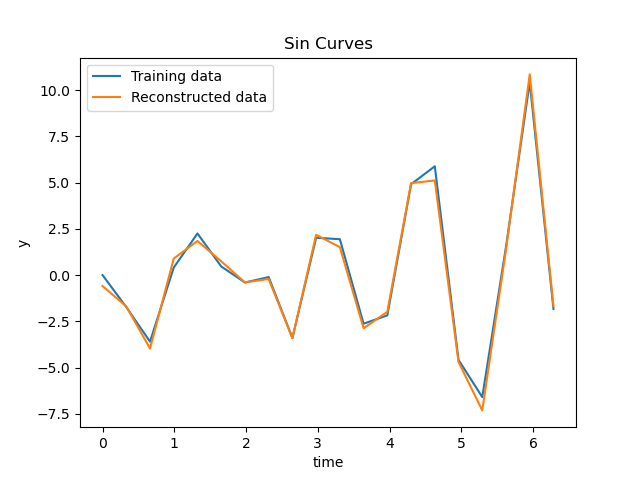 Sin Curves
Training data
Reconstructed data
10.0
7.5
5.0
2.5
0.0
−2.5
−5.0
−7.5
y
0 1 2 3 4 5 6
time